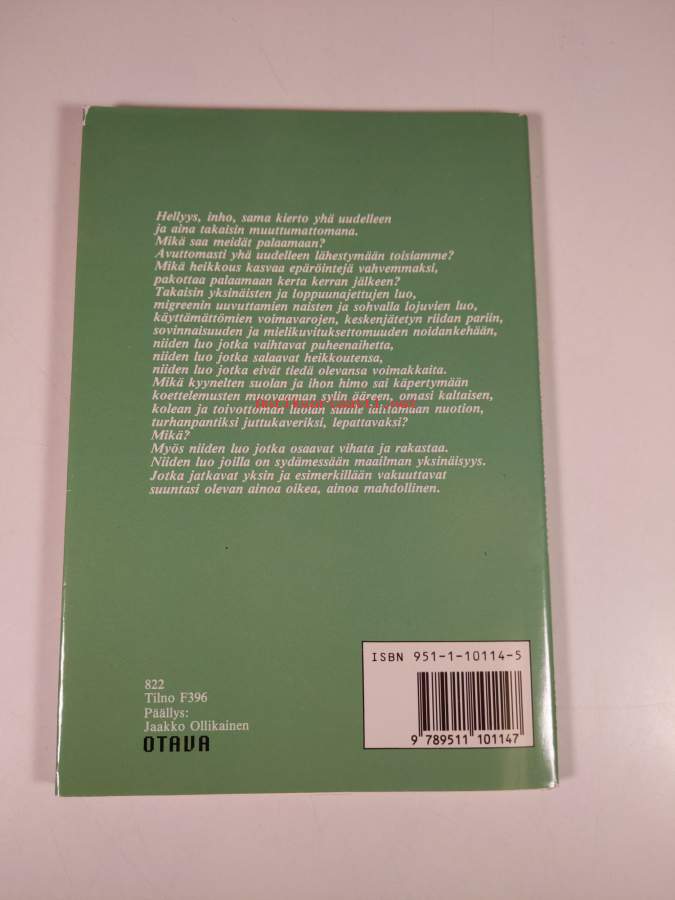 Hellyys, inho, sama kierto yhä uudelleen
ja aina takaisin muuttumattomana.
Mikä saa meidät palaamaan?
Avuttomasti yhä uudelleen lähestymään toisiamme?
Mikä heikkous kasvaa epäröintejä vahvemmaksi,
pakottaa palaamaan kerta kerran jälkeen?
Takaisin yksinäisten ja loppuunajettujen luo,
migreenin uuvuttamien naisten ja sohvalla lojuvien luo,
käyttämättömien voimavarojen, keskenjätetyn riidan pariin,
sovinnaisuuden ja mielikuvituksettomuuden noidankehään,
niiden luo jotka vaihtavat puheenaihetta,
niiden luo jotka salaavat heikkoutensa,
niiden luo jotka eivät tiedä olevansa voimakkaita.
Mikä kyynelten suolan ja ihon himo sai käpertymään
koettelemusten muovaaman sylin ääreen, omasi kaltaisen,
kolean ja toivottoman luolan suulle laittamaan nuotion,
turhanpantiksi juttukaveriksi, lepattavaksi?
Mikä?
Myös niiden luo jotka osaavat vihata ja rakastaa.
Niiden luo joilla on sydämessään maailman yksinäisyys.
Jotka jatkavat yksin ja esimerkillään vakuuttavat
suuntasi olevan ainoa oikea, ainoa mahdollinen.
ISBN 951-1-10114-5
9 789511 101147
822
Tilno F396
Päällys:
Jaakko Ollikainen
OTAVA